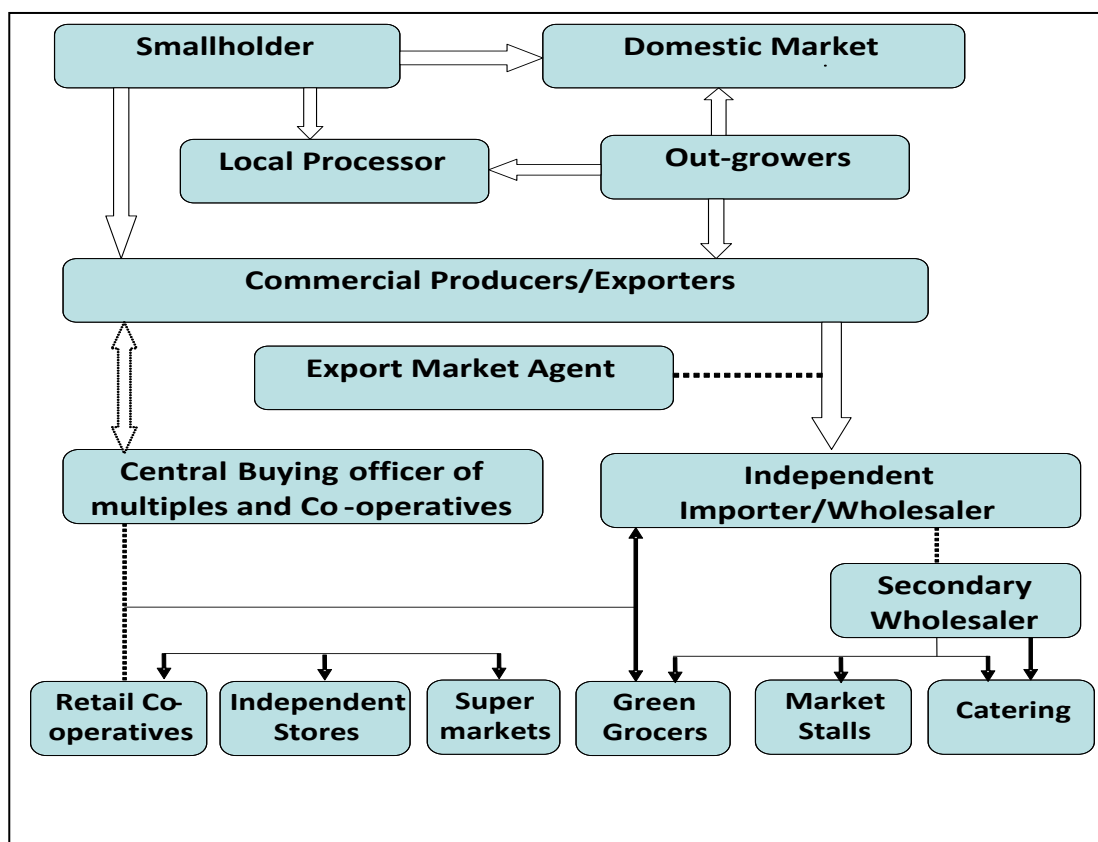 Smallholder
Domestic Market
Local Processor
Out-growers
Commercial Producers/Exporters
Export Market Agent
Central Buying officer of
multiples and Co-operatives
Independent
Importer/Wholesaler
Secondary
Wholesaler
Retail Co-
operatives
Independent
Stores
Super
markets
Green
Grocers
Market
Stalls
Catering